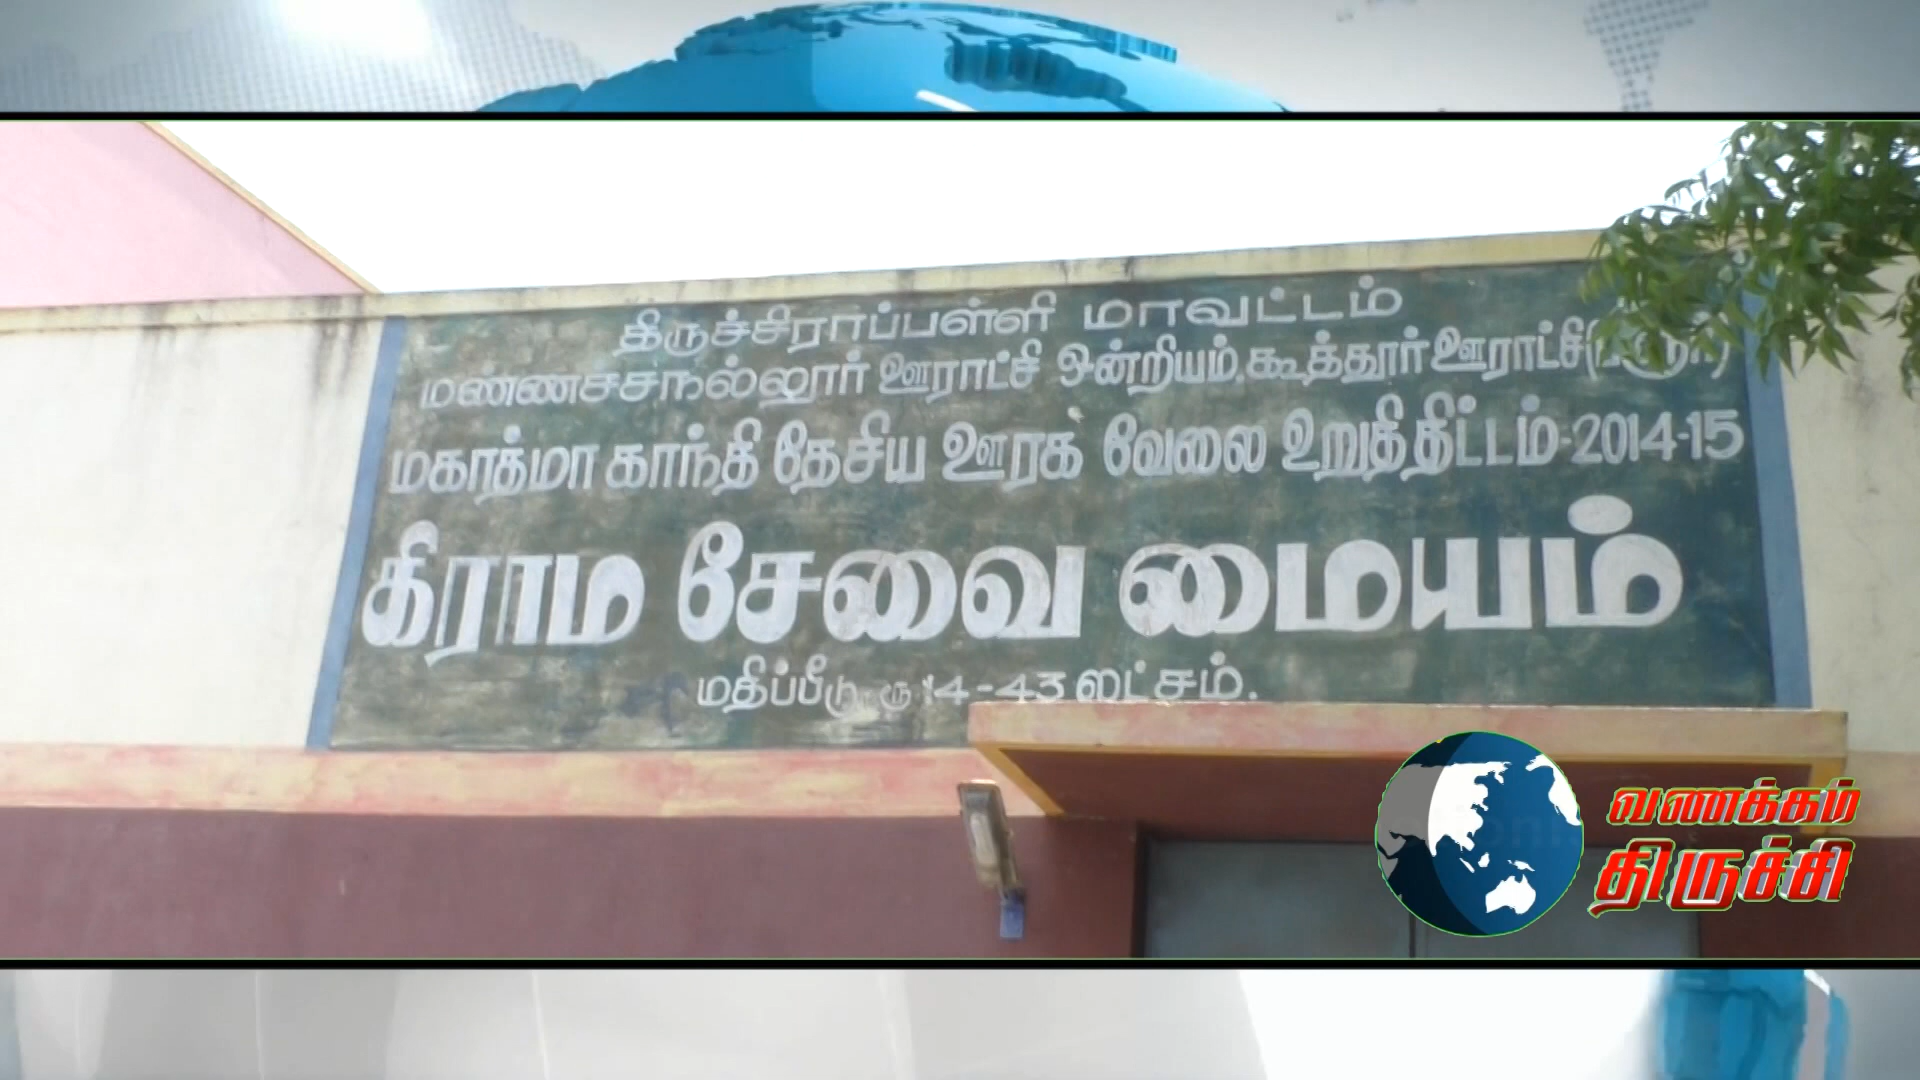 திருச்சிராப்பள்ளி மாவட்டம்
மண்ணச்சநல்லூர் ஊராட்சி ஒன்றியம், கூத்தூர் ஊராட்சி
மகாத்மா காந்தி தேசிய ஊரக வேலை உறுதிதிட்டம்-2014-15
கிராம சேவை மையம்
மதிப்பீடு ரூ 14-43 லட்சம்.
வணக்கம்
திருச்சி